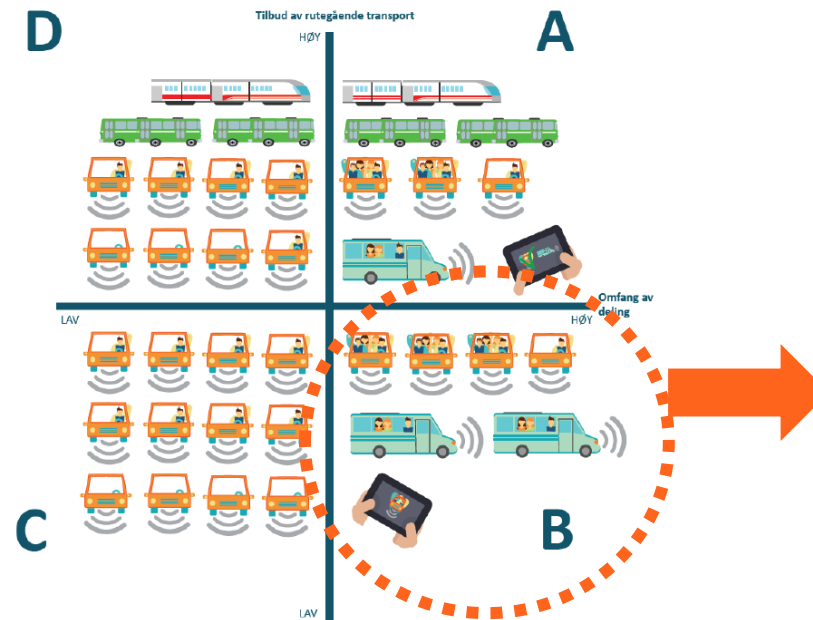 Tilbud av rutegående transport
D
HØY
A
LAV
Omfang av
deling
HØY
C
B
LAV